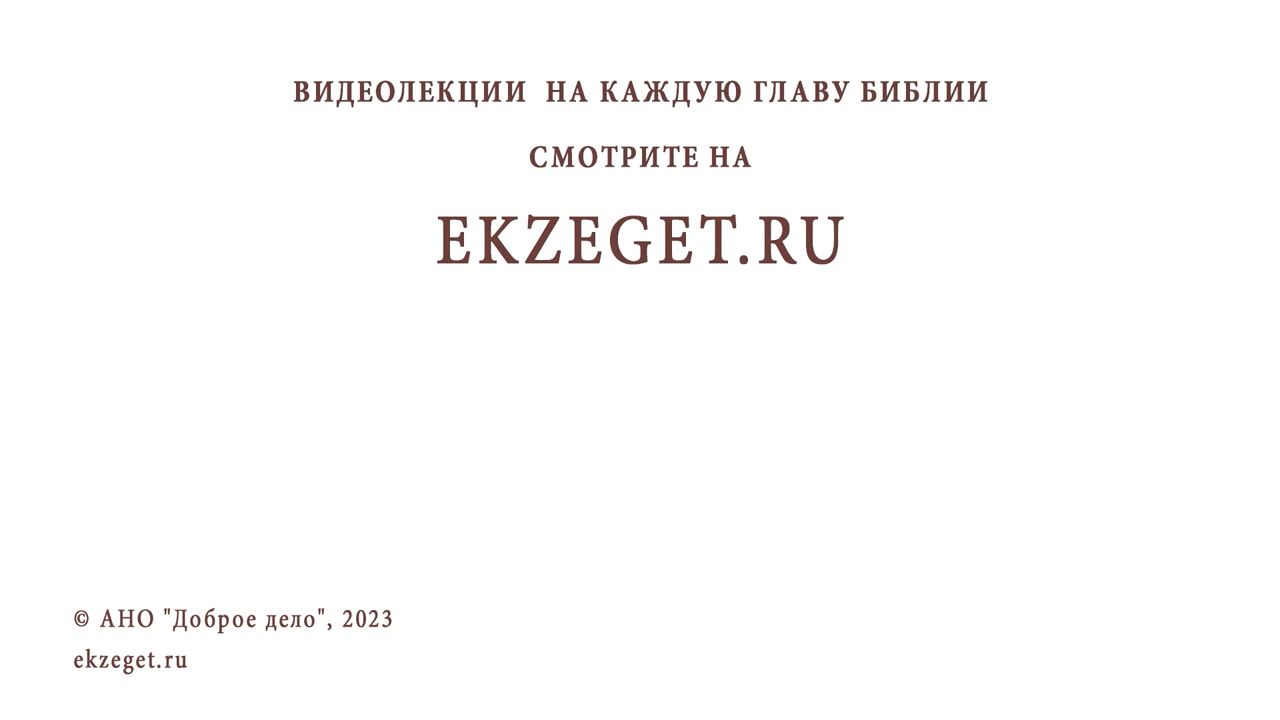 ВИДЕОЛЕКЦИИ НА КАЖДУЮ ГЛАВУ БИБЛИИ
СМОТРИТЕ НА
EKZEGET.RU
© АНО "Доброе дело", 2023
ekzeget.ru